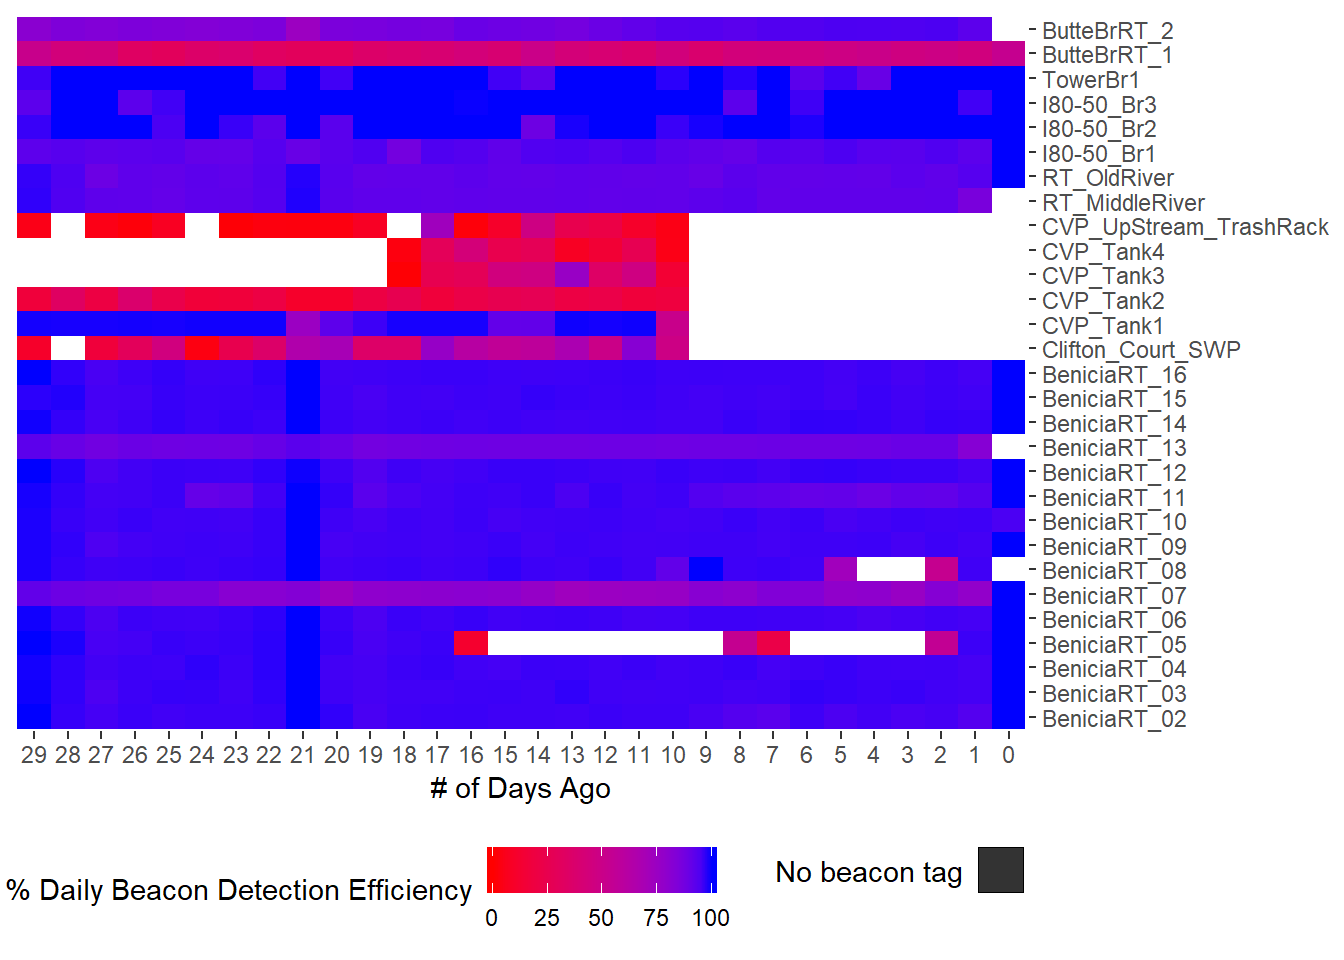 ButteBrRT_2
ButteBrRT_1
TowerBr1
I80-50_Br3
I80-50_Br2
I80-50_Br1
RT_OldRiver
RT_MiddleRiver
CVP_UpStream_TrashRack
CVP_Tank4
CVP_Tank3
CVP_Tank2
CVP_Tank1
Clifton_Court_SWP
BeniciaRT_16
BeniciaRT_15
BeniciaRT_14
BeniciaRT_13
BeniciaRT_12
BeniciaRT_11
BeniciaRT_10
BeniciaRT_09
BeniciaRT_08
BeniciaRT_07
BeniciaRT_06
BeniciaRT_05
BeniciaRT_04
BeniciaRT_03
BeniciaRT_02
29 28 27 26 25 24 23 22 21 20 19 18 17 16 15 14 13 12 11 10 9 8 7 6 5 4 3 2 1 0
# of Days Ago
% Daily Beacon Detection Efficiency
0 25 50 75 100
No beacon tag